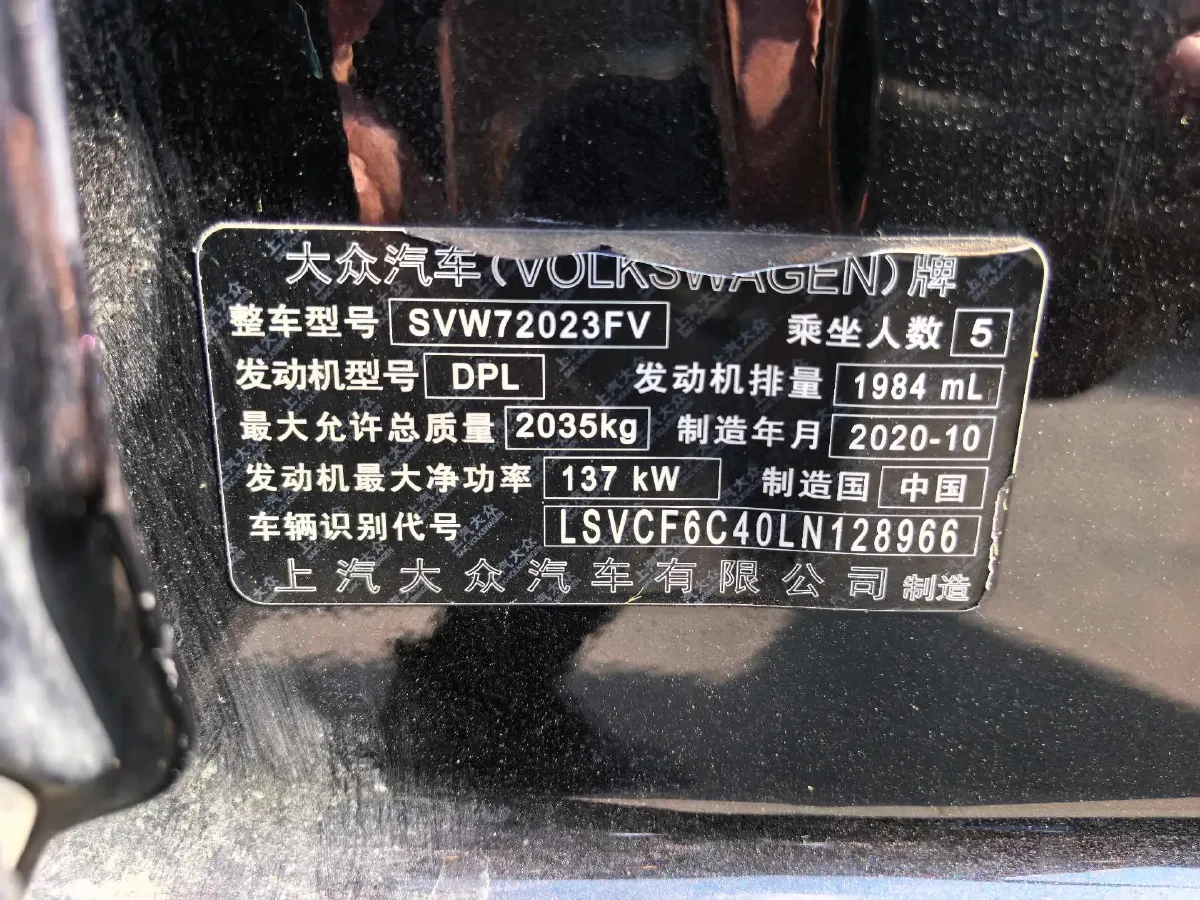 大众汽车(VOLKSWAGEN)牌
整车型号 SVW72023FV 乘坐人数 5
发动机型号 DPL 发动机排量 1984 mL
最大允许总质量 2035kg 制造年月 2020-10
发动机最大净功率 137 kW 制造国 中国
车辆识别代号 LSVCF6C40LN128966
上汽大众汽车有限公司制造